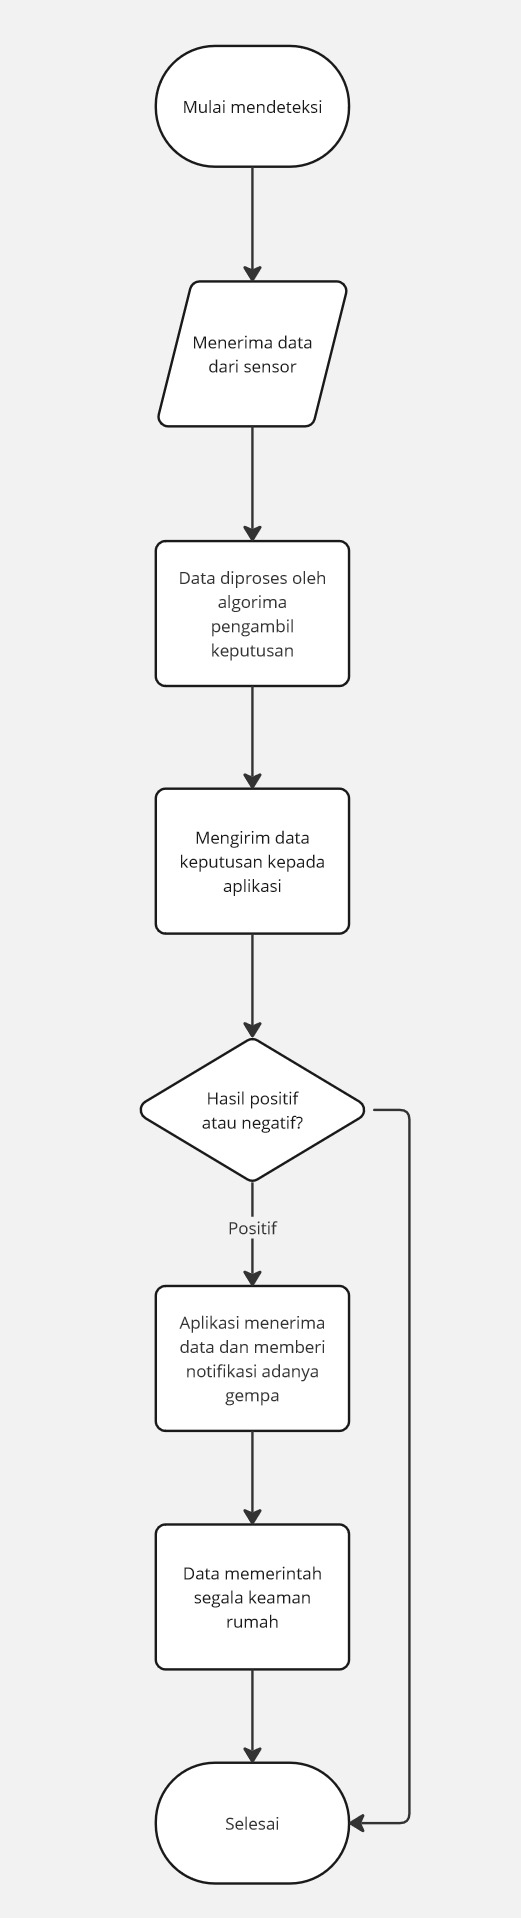 Mulai mendeteksi
Menerima data
dari sensor
Data diproses oleh
algorima
pengambil
keputusan
Mengirim data
keputusan kepada
aplikasi
Hasil positif
atau negatif?
Positif
Aplikasi menerima
data dan memberi
notifikasi adanya
gempa
Data memerintah
segala keaman
rumah
Selesai